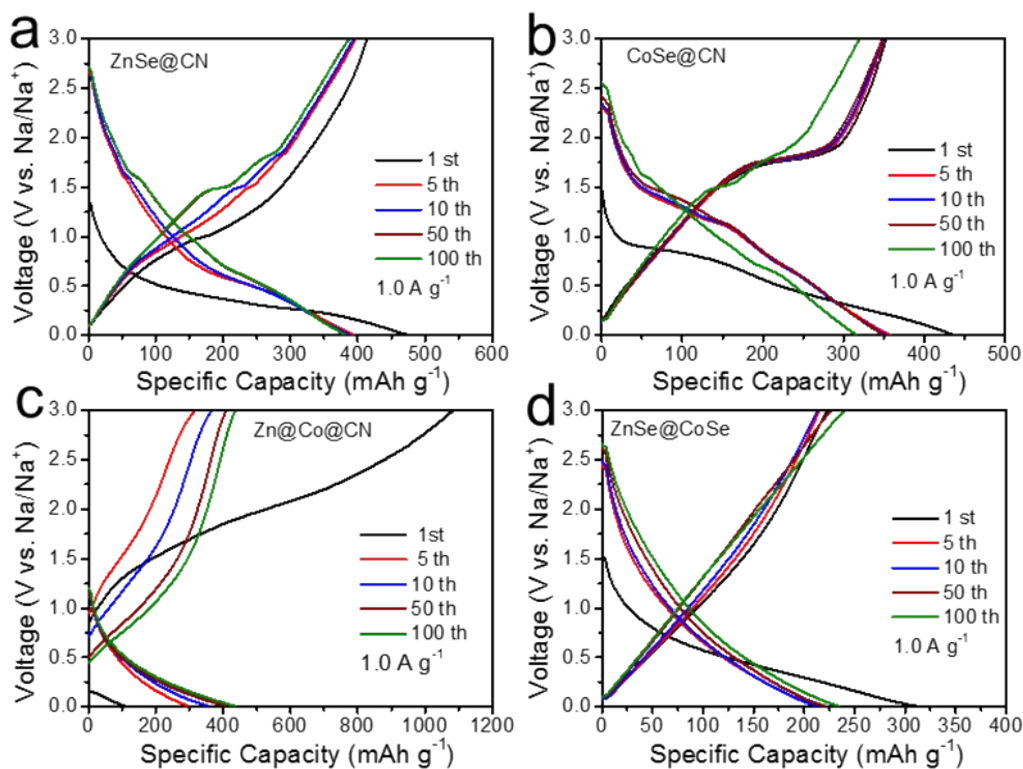 a
ZnSe@CN
3.0
2.5
2.0
1.5
1.0
0.5
0.0
Voltage (V vs. Na/Na⁺)
1 st
5 th
10 th
50 th
100 th
1.0 A g⁻¹
0 100 200 300 400 500 600
Specific Capacity (mAh g⁻¹)
b
CoSe@CN
3.0
2.5
2.0
1.5
1.0
0.5
0.0
Voltage (V vs. Na/Na⁺)
1 st
5 th
10 th
50 th
100 th
1.0 A g⁻¹
0 100 200 300 400 500
Specific Capacity (mAh g⁻¹)
c
Zn@Co@CN
3.0
2.5
2.0
1.5
1.0
0.5
0.0
Voltage (V vs. Na/Na⁺)
1st
5 th
10 th
50 th
100 th
1.0 A g⁻¹
0 200 400 600 800 1000 1200
Specific Capacity (mAh g⁻¹)
d
ZnSe@CoSe
3.0
2.5
2.0
1.5
1.0
0.5
0.0
Voltage (V vs. Na/Na⁺)
1 st
5 th
10 th
50 th
100 th
1.0 A g⁻¹
0 50 100 150 200 250 300 350 400
Specific Capacity (mAh g⁻¹)